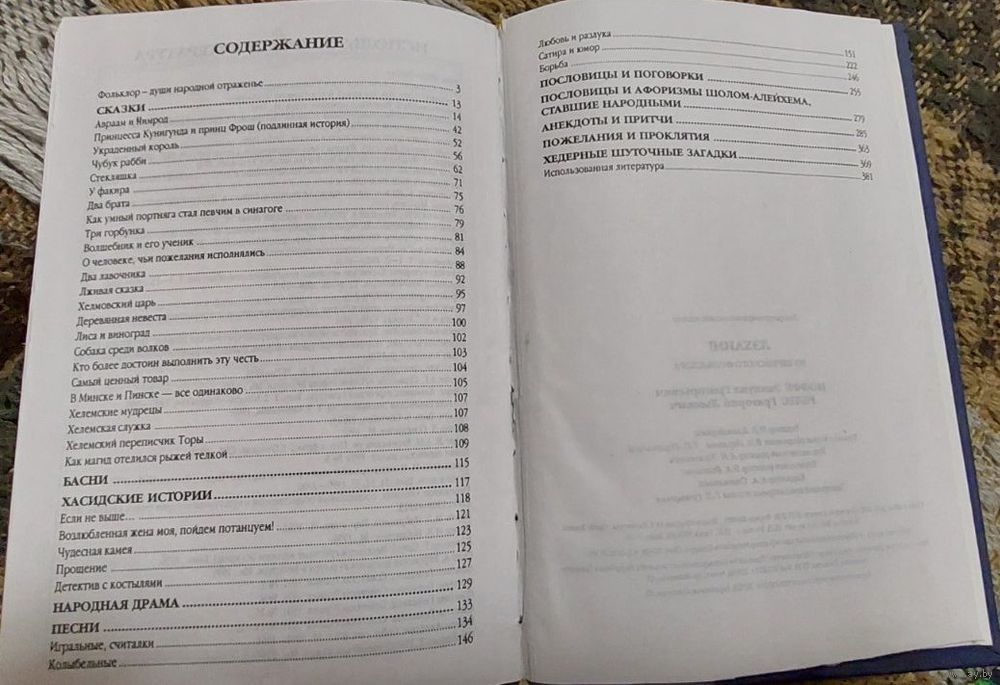 СОДЕРЖАНИЕ
Фольклор – души народной отраженье 3
СКАЗКИ 13
Авраам и Нимрод 14
Принцесса Кунигунда и принц Фрош (подлинная история) 42
Украденный король 52
Чубук рабби 56
Стекляшка 62
У факира 71
Два брата 75
Как умный портняга стал певчим в синагоге 76
Три горбунка 79
Волшебник и его ученик 81
О человеке, чьи пожелания исполнялись 84
Два лавочника 88
Лживая сказка 92
Хелмовский царь 95
Деревянная невеста 97
Лиса и виноград 100
Собака среди волков 102
Кто более достоин выполнить эту честь 103
Самый ценный товар 104
В Минске и Пинске — все одинаково 105
Хелемские мудрецы 107
Хелемская служка 107
Хелемский переписчик Торы 108
Как магид отелился рыжей телкой 109
БАСНИ 115
ХАСИДСКИЕ ИСТОРИИ 117
Если не выше... 118
Возлюбленная жена моя, пойдем потанцуем! 121
Чудесная камея 123
Прощение 125
Детектив с костылями 127
НАРОДНАЯ ДРАМА 129
ПЕСНИ 133
Игральные, считалки 134
Колыбельные 146
Любовь и разлука 151
Сатира и юмор 222
Борьба 246
ПОСЛОВИЦЫ И ПОГОВОРКИ 255
ПОСЛОВИЦЫ И АФОРИЗМЫ ШОЛОМ-АЛЕЙХЕМА,
СТАВШИЕ НАРОДНЫМИ 279
АНЕКДОТЫ И ПРИТЧИ 285
ПОЖЕЛАНИЯ И ПРОКЛЯТИЯ 363
ХЕДЕРНЫЕ ШУТОЧНЫЕ ЗАГАДКИ 369
Использованная литература 381